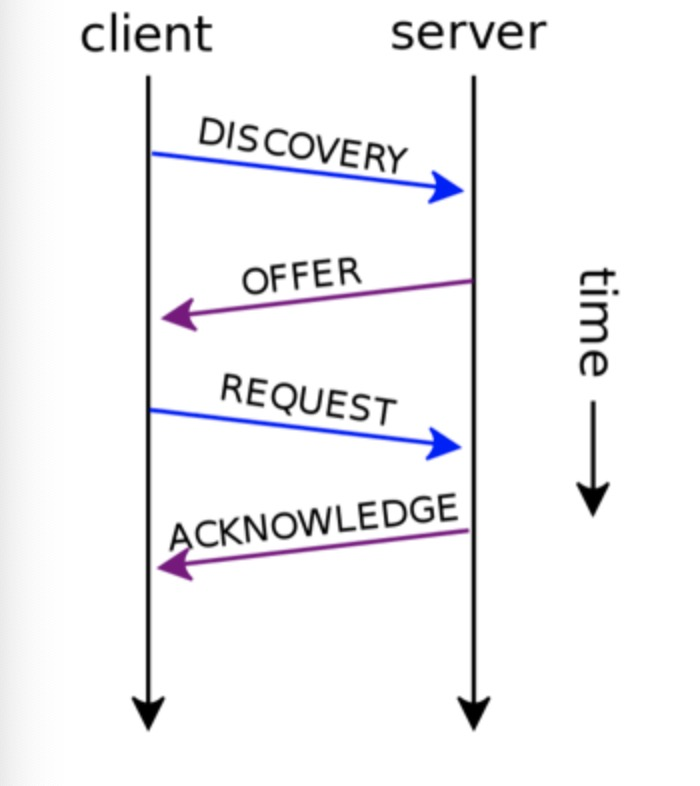 client
server
DISCOVERY
OFFER
REQUEST
ACKNOWLEDGE
time